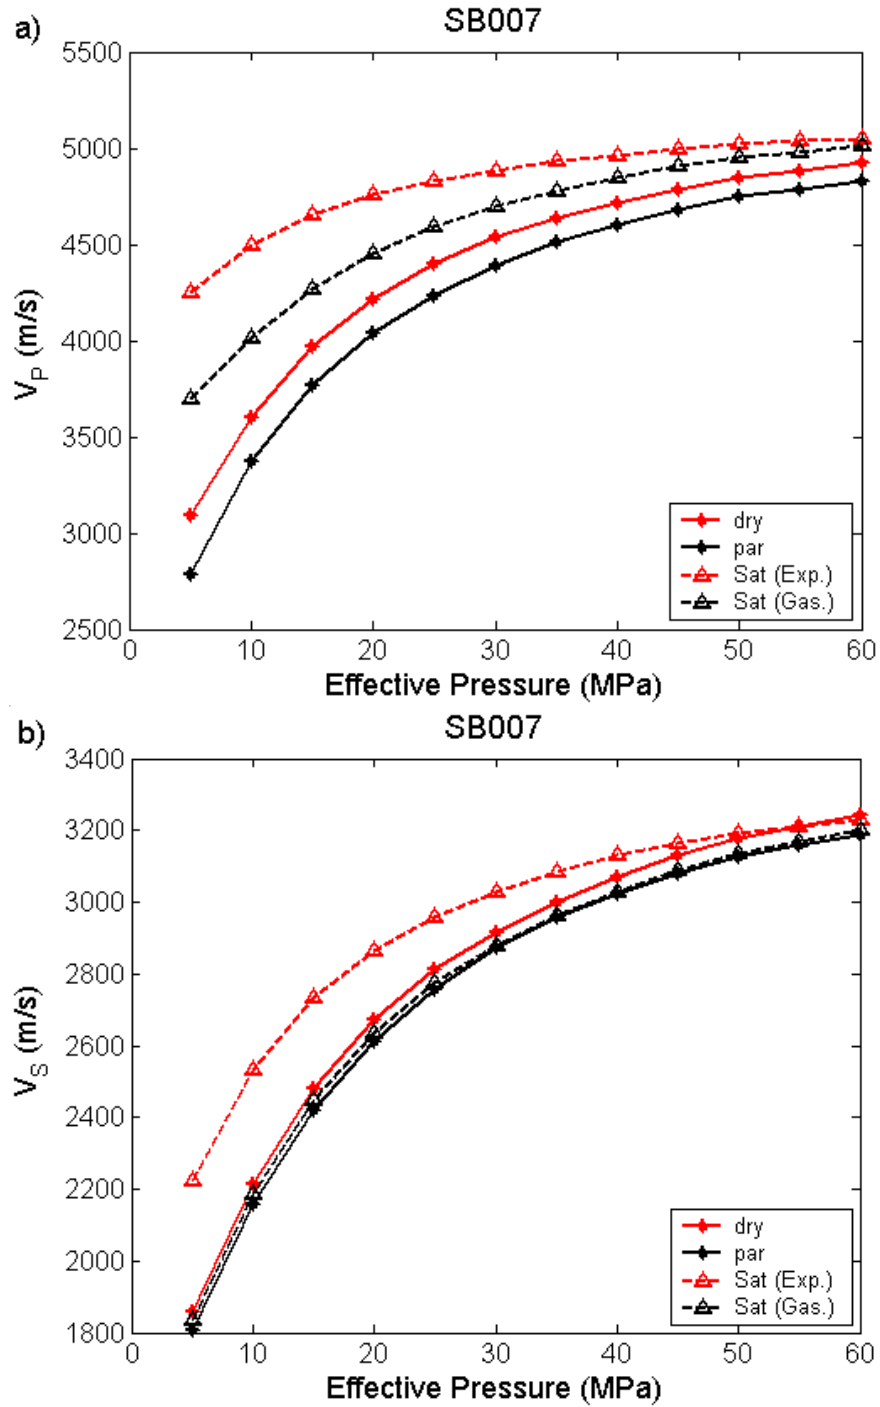 a)
SB007
5500
5000
4500
4000
3500
3000
2500
V_P (m/s)
dry
par
Sat (Exp.)
Sat (Gas.)
0 10 20 30 40 50 60
Effective Pressure (MPa)
b)
SB007
3400
3200
3000
2800
2600
2400
2200
2000
1800
V_S (m/s)
dry
par
Sat (Exp.)
Sat (Gas.)
0 10 20 30 40 50 60
Effective Pressure (MPa)